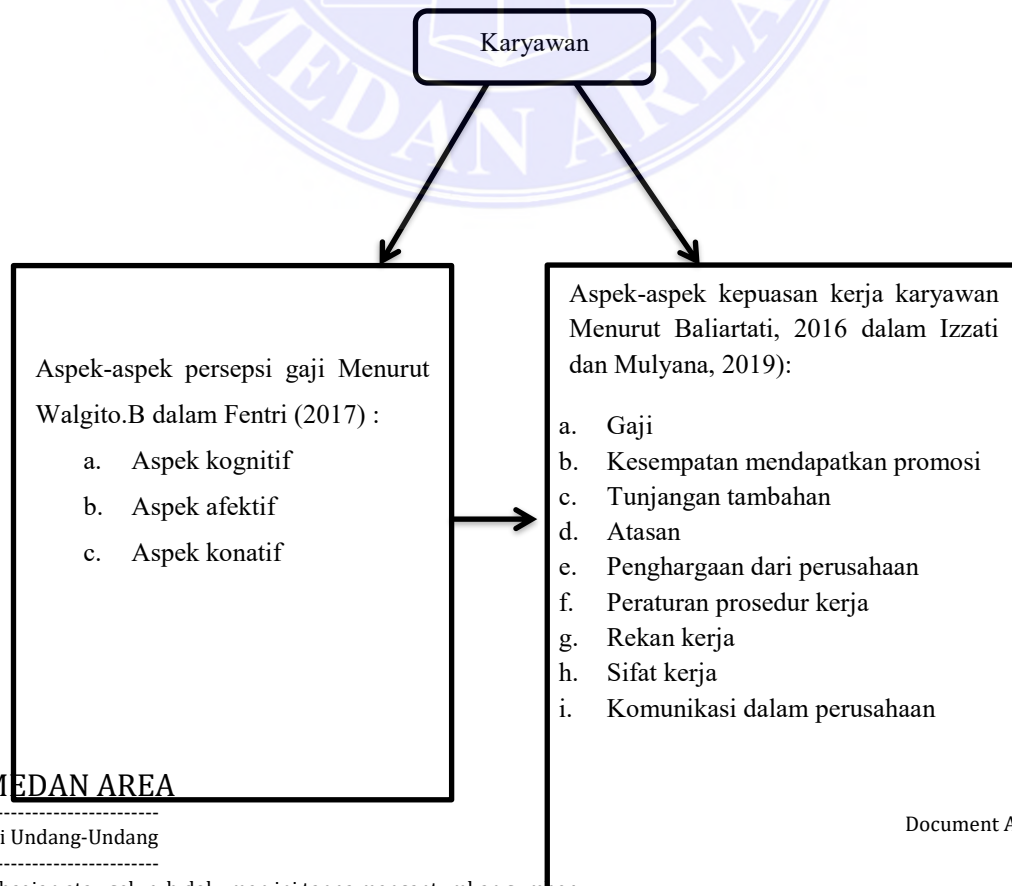 MEDAN AREA
Karyawan
Aspek-aspek persepsi gaji Menurut
Walgito.B dalam Fentri (2017) :
a. Aspek kognitif
b. Aspek afektif
c. Aspek konatif
Aspek-aspek kepuasan kerja karyawan
Menurut Baliartati, 2016 dalam Izzati
dan Mulyana, 2019):
a. Gaji
b. Kesempatan mendapatkan promosi
c. Tunjangan tambahan
d. Atasan
e. Penghargaan dari perusahaan
f. Peraturan prosedur kerja
g. Rekan kerja
h. Sifat kerja
i. Komunikasi dalam perusahaan
MEDAN AREA
i Undang-Undang
Document A